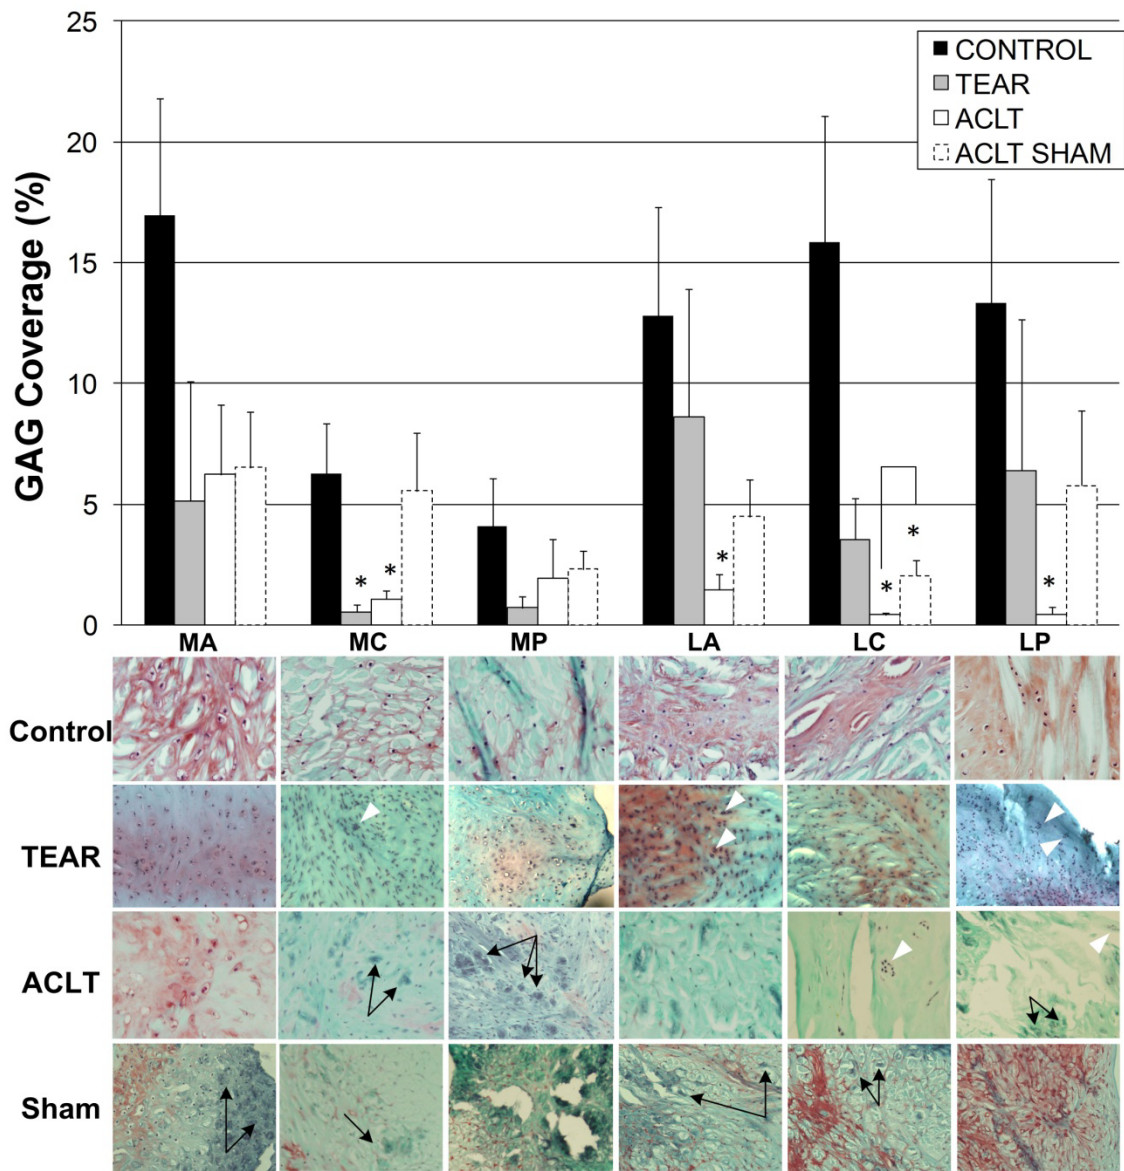 25
CONTROL
TEAR
ACLT
ACLT SHAM
20
15
10
5
0
GAG Coverage (%)
* * * * * *
MA MC MP LA LC LP
Control
TEAR
ACLT
Sham